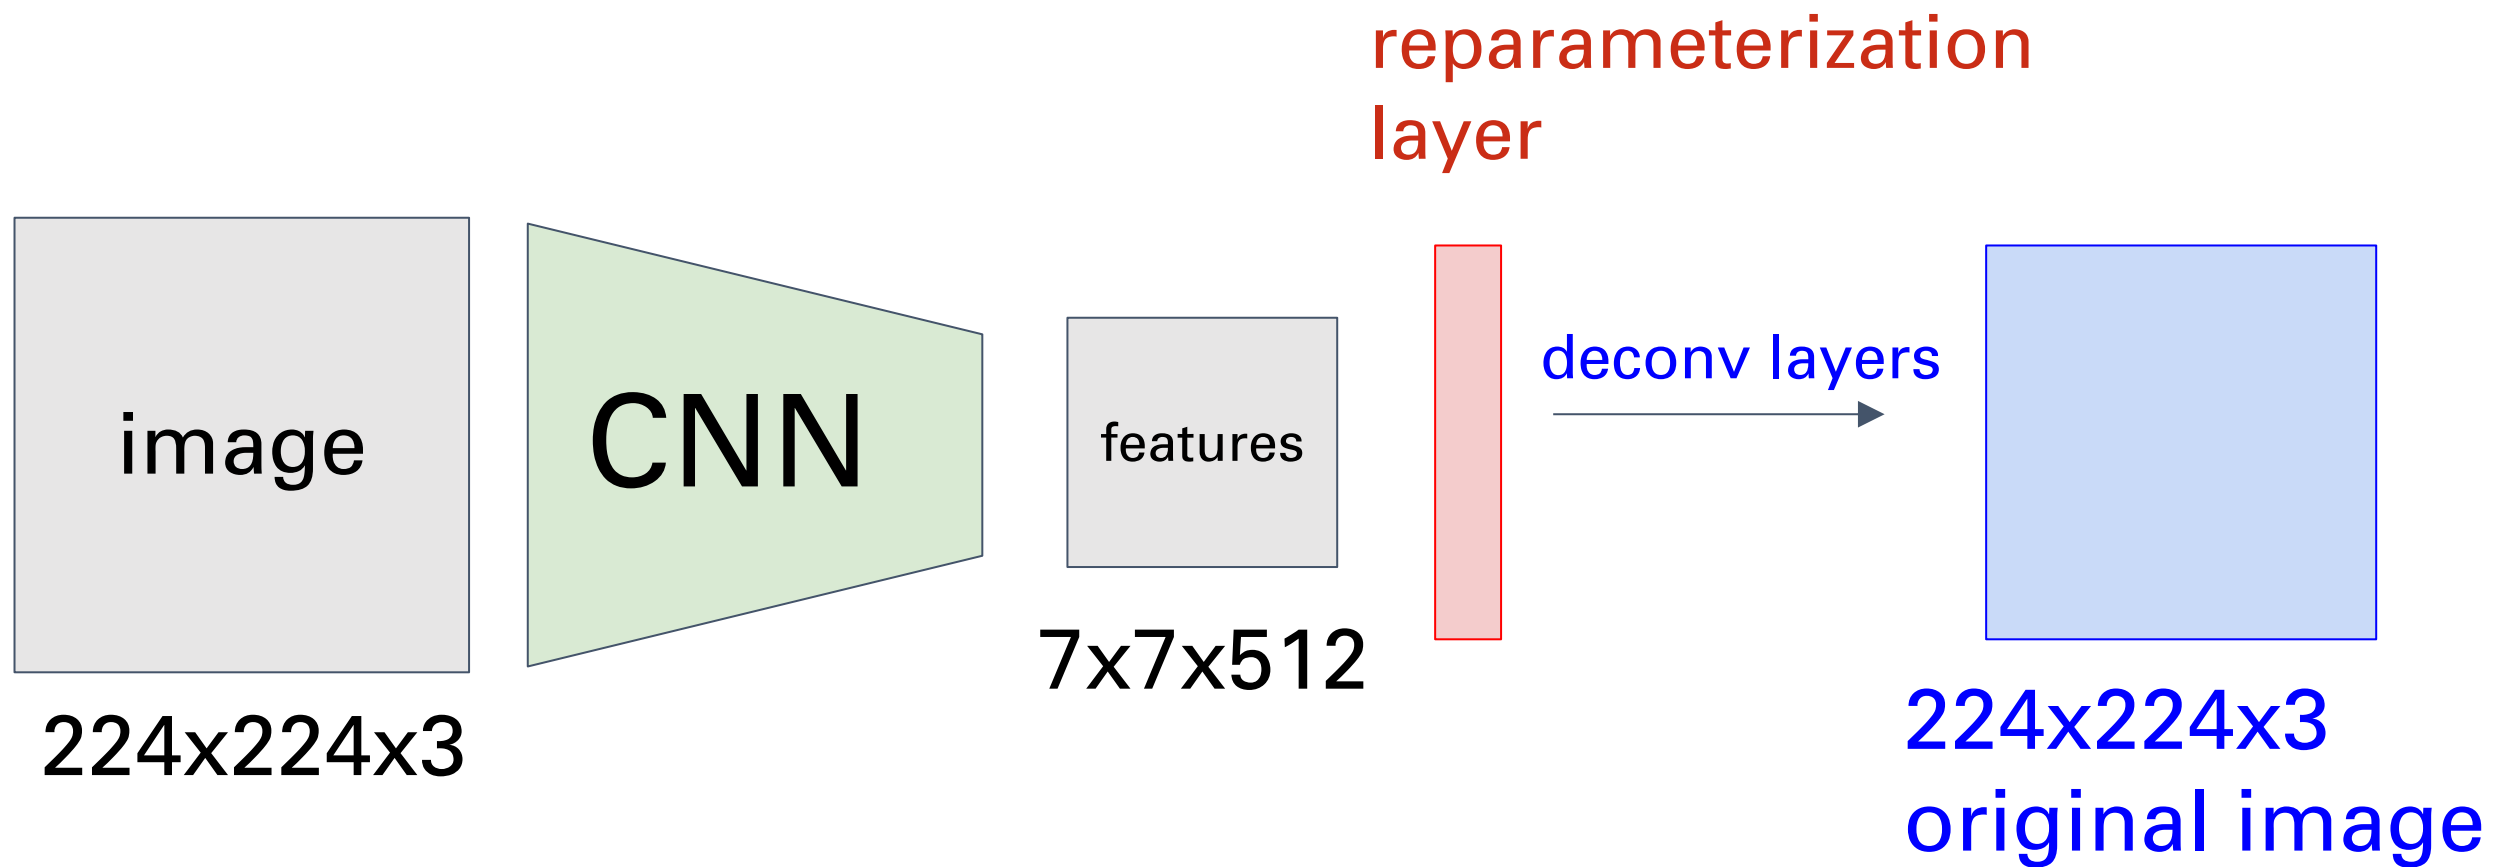 reparameterization
layer
image
CNN
features
deconv layers
7x7x512
224x224x3
224x224x3
original image